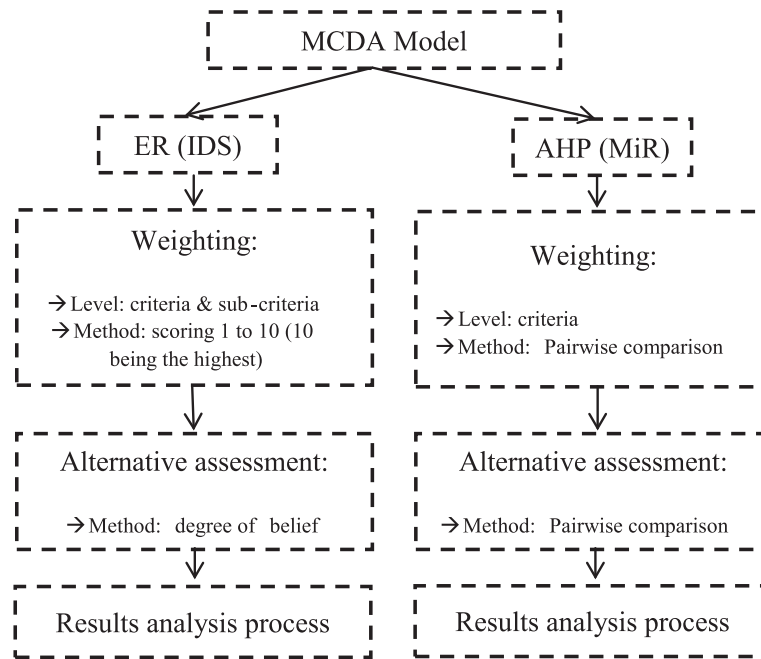 MCDA Model
ER (IDS)
AHP (MiR)
Weighting:
→ Level: criteria & sub-criteria
→ Method: scoring 1 to 10 (10
being the highest)
Weighting:
→ Level: criteria
→ Method: Pairwise comparison
Alternative assessment:
→ Method: degree of belief
Alternative assessment:
→ Method: Pairwise comparison
Results analysis process
Results analysis process